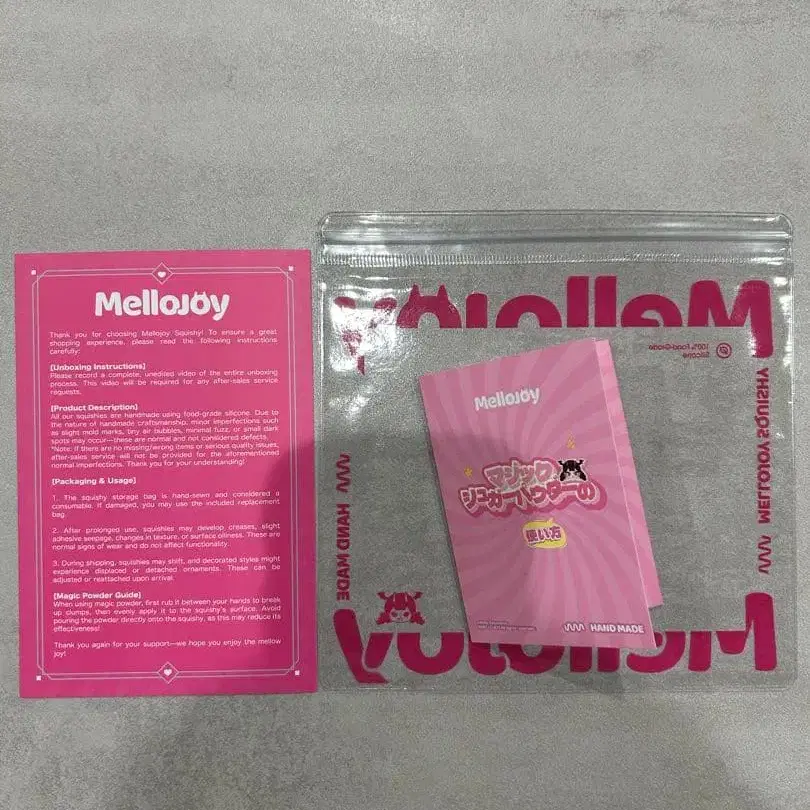 MelloJoy
Thank you for choosing Mellojoy Squishy! To ensure a great
shopping experience, please read the following instructions
carefully:
[Unboxing Instructions]
Please record a complete, unedited video of the entire unboxing
process. This video will be required for any after-sales service
requests.
[Product Description]
All our squishies are handmade using food-grade silicone. Due to
the nature of handmade craftsmanship, minor imperfections such
as slight mold marks, tiny air bubbles, minimal fuzz, or small dark
spots may occur—these are normal and not considered defects.
*Note: If there are no missing/wrong items or serious quality issues,
after-sales service will not be provided for the aforementioned
normal imperfections. Thank you for your understanding!
[Packaging & Usage]
1. The squishy storage bag is hand-sewn and considered a
consumable. If damaged, you may use the included replacement
bag.
2. After prolonged use, squishies may develop creases, slight
adhesive seepage, changes in texture, or surface oiliness. These are
normal signs of wear and do not affect functionality.
3. During shipping, squishies may shift, and decorated styles might
experience displaced or detached ornaments. These can be
adjusted or reattached upon arrival.
[Magic Powder Guide]
When using magic powder, first rub it between your hands to break
up clumps, then evenly apply it to the squishy's surface. Avoid
pouring the powder directly onto the squishy, as this may reduce its
effectiveness!
Thank you again for your support—we hope you enjoy the mellow
joy!
MelloJoy
100% Food-Grade
Silicone
MELLOJOY SQUISHY
HAND MADE
MelloJoy
マジック
シュガーパウダーの
使い方
HAND MADE
MelloJoy